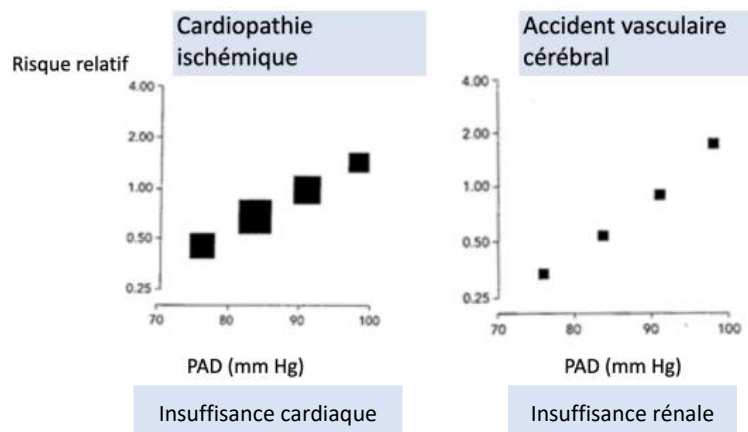 Cardiopathie
ischémique
Accident vasculaire
cérébral
Risque relatif
4.00
2.00
1.00
0.50
0.25
70
80
90
100
PAD (mm Hg)
4.00
2.00
1.00
0.50
0.25
70
80
90
100
PAD (mm Hg)
Insuffisance cardiaque
Insuffisance rénale